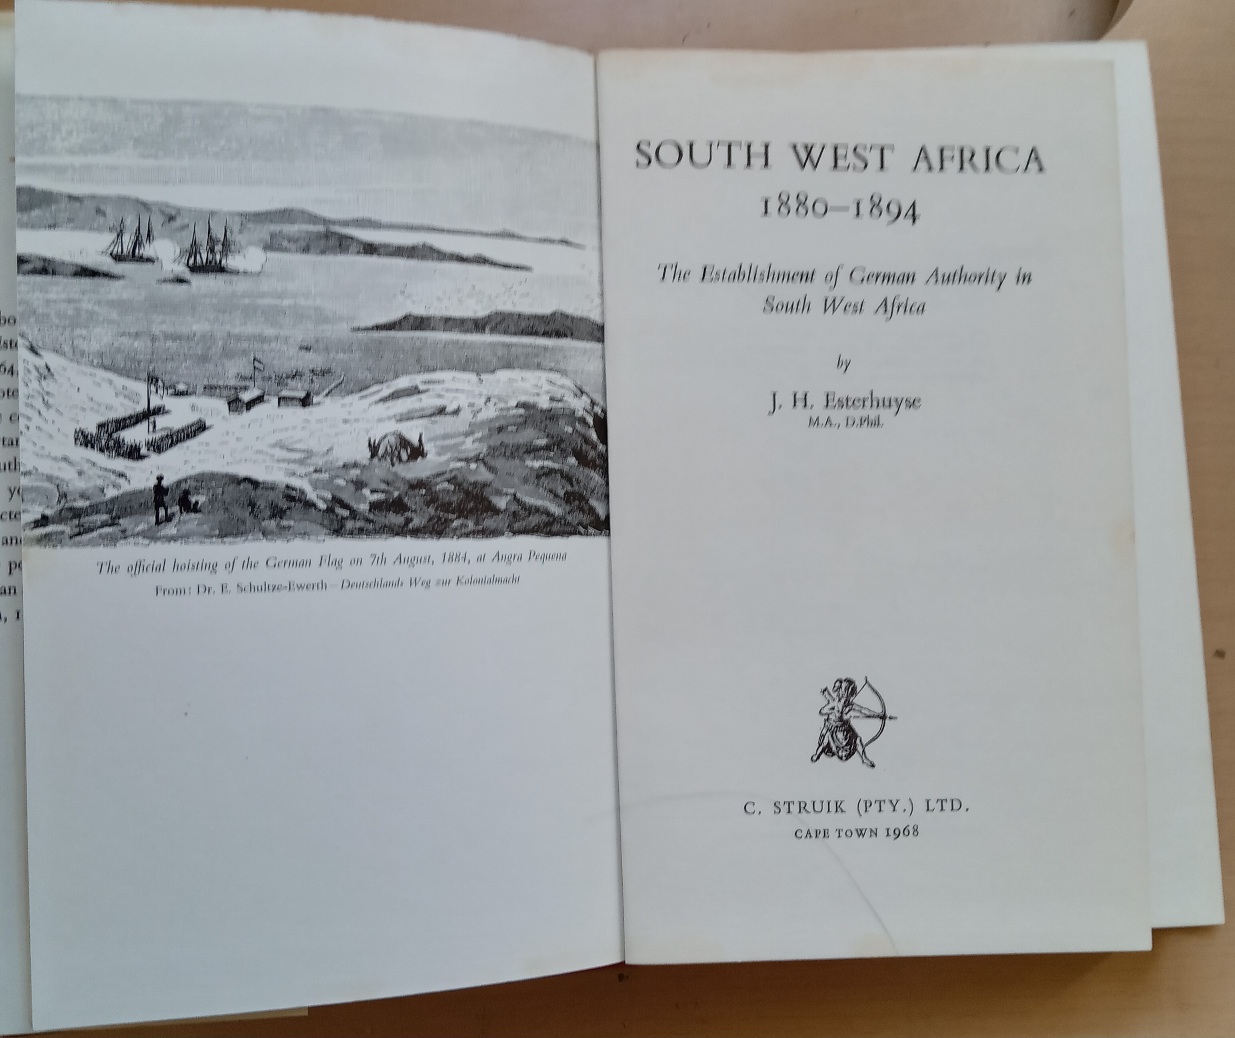 The official hoisting of the German Flag on 7th August, 1884, at Angra Pequena
From: Dr. E. Schultze-Ewerth – Deutschlands Weg zur Kolonialmacht
SOUTH WEST AFRICA
1880–1894
The Establishment of German Authority in
South West Africa
by
J. H. Esterhuyse
M.A., D.Phil.
C. STRUIK (PTY.) LTD.
CAPE TOWN 1968